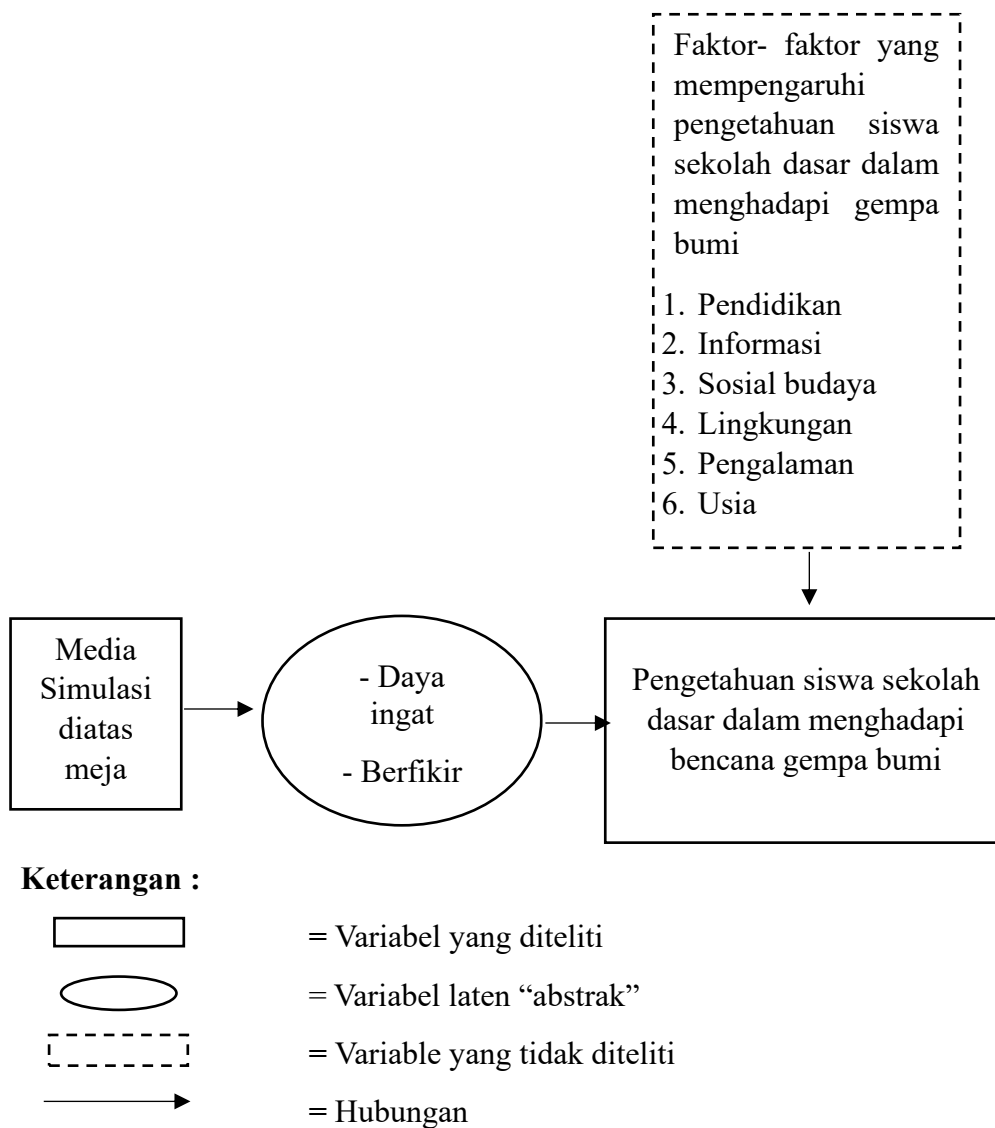 Faktor- faktor yang
mempengaruhi
pengetahuan siswa
sekolah dasar dalam
menghadapi gempa
bumi
1. Pendidikan
2. Informasi
3. Sosial budaya
4. Lingkungan
5. Pengalaman
6. Usia
Media
Simulasi
diatas
meja
- Daya
ingat
- Berfikir
Pengetahuan siswa sekolah
dasar dalam menghadapi
bencana gempa bumi
Keterangan :
= Variabel yang diteliti
= Variabel laten “abstrak”
= Variable yang tidak diteliti
= Hubungan